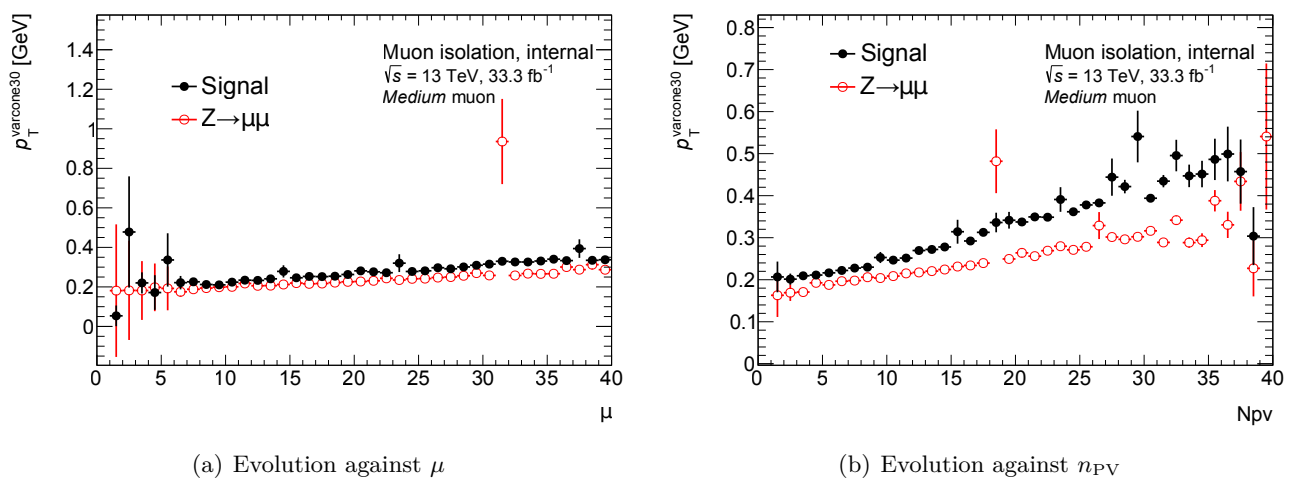 p_T^varcone30 [GeV]
1.4
1.2
1
0.8
0.6
0.4
0.2
0
Muon isolation, internal
√s = 13 TeV, 33.3 fb⁻¹
Medium muon
Signal
Z→μμ
0 5 10 15 20 25 30 35 40
μ
(a) Evolution against μ
p_T^varcone30 [GeV]
0.8
0.7
0.6
0.5
0.4
0.3
0.2
0.1
0
Signal
Z→μμ
Muon isolation, internal
√s = 13 TeV, 33.3 fb⁻¹
Medium muon
0 5 10 15 20 25 30 35 40
Npv
(b) Evolution against n_PV